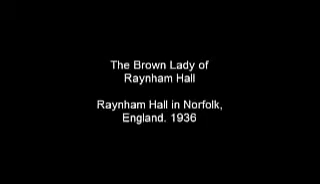 The Brown Lady of
Raynham Hall
Raynham Hall in Norfolk,
England. 1936